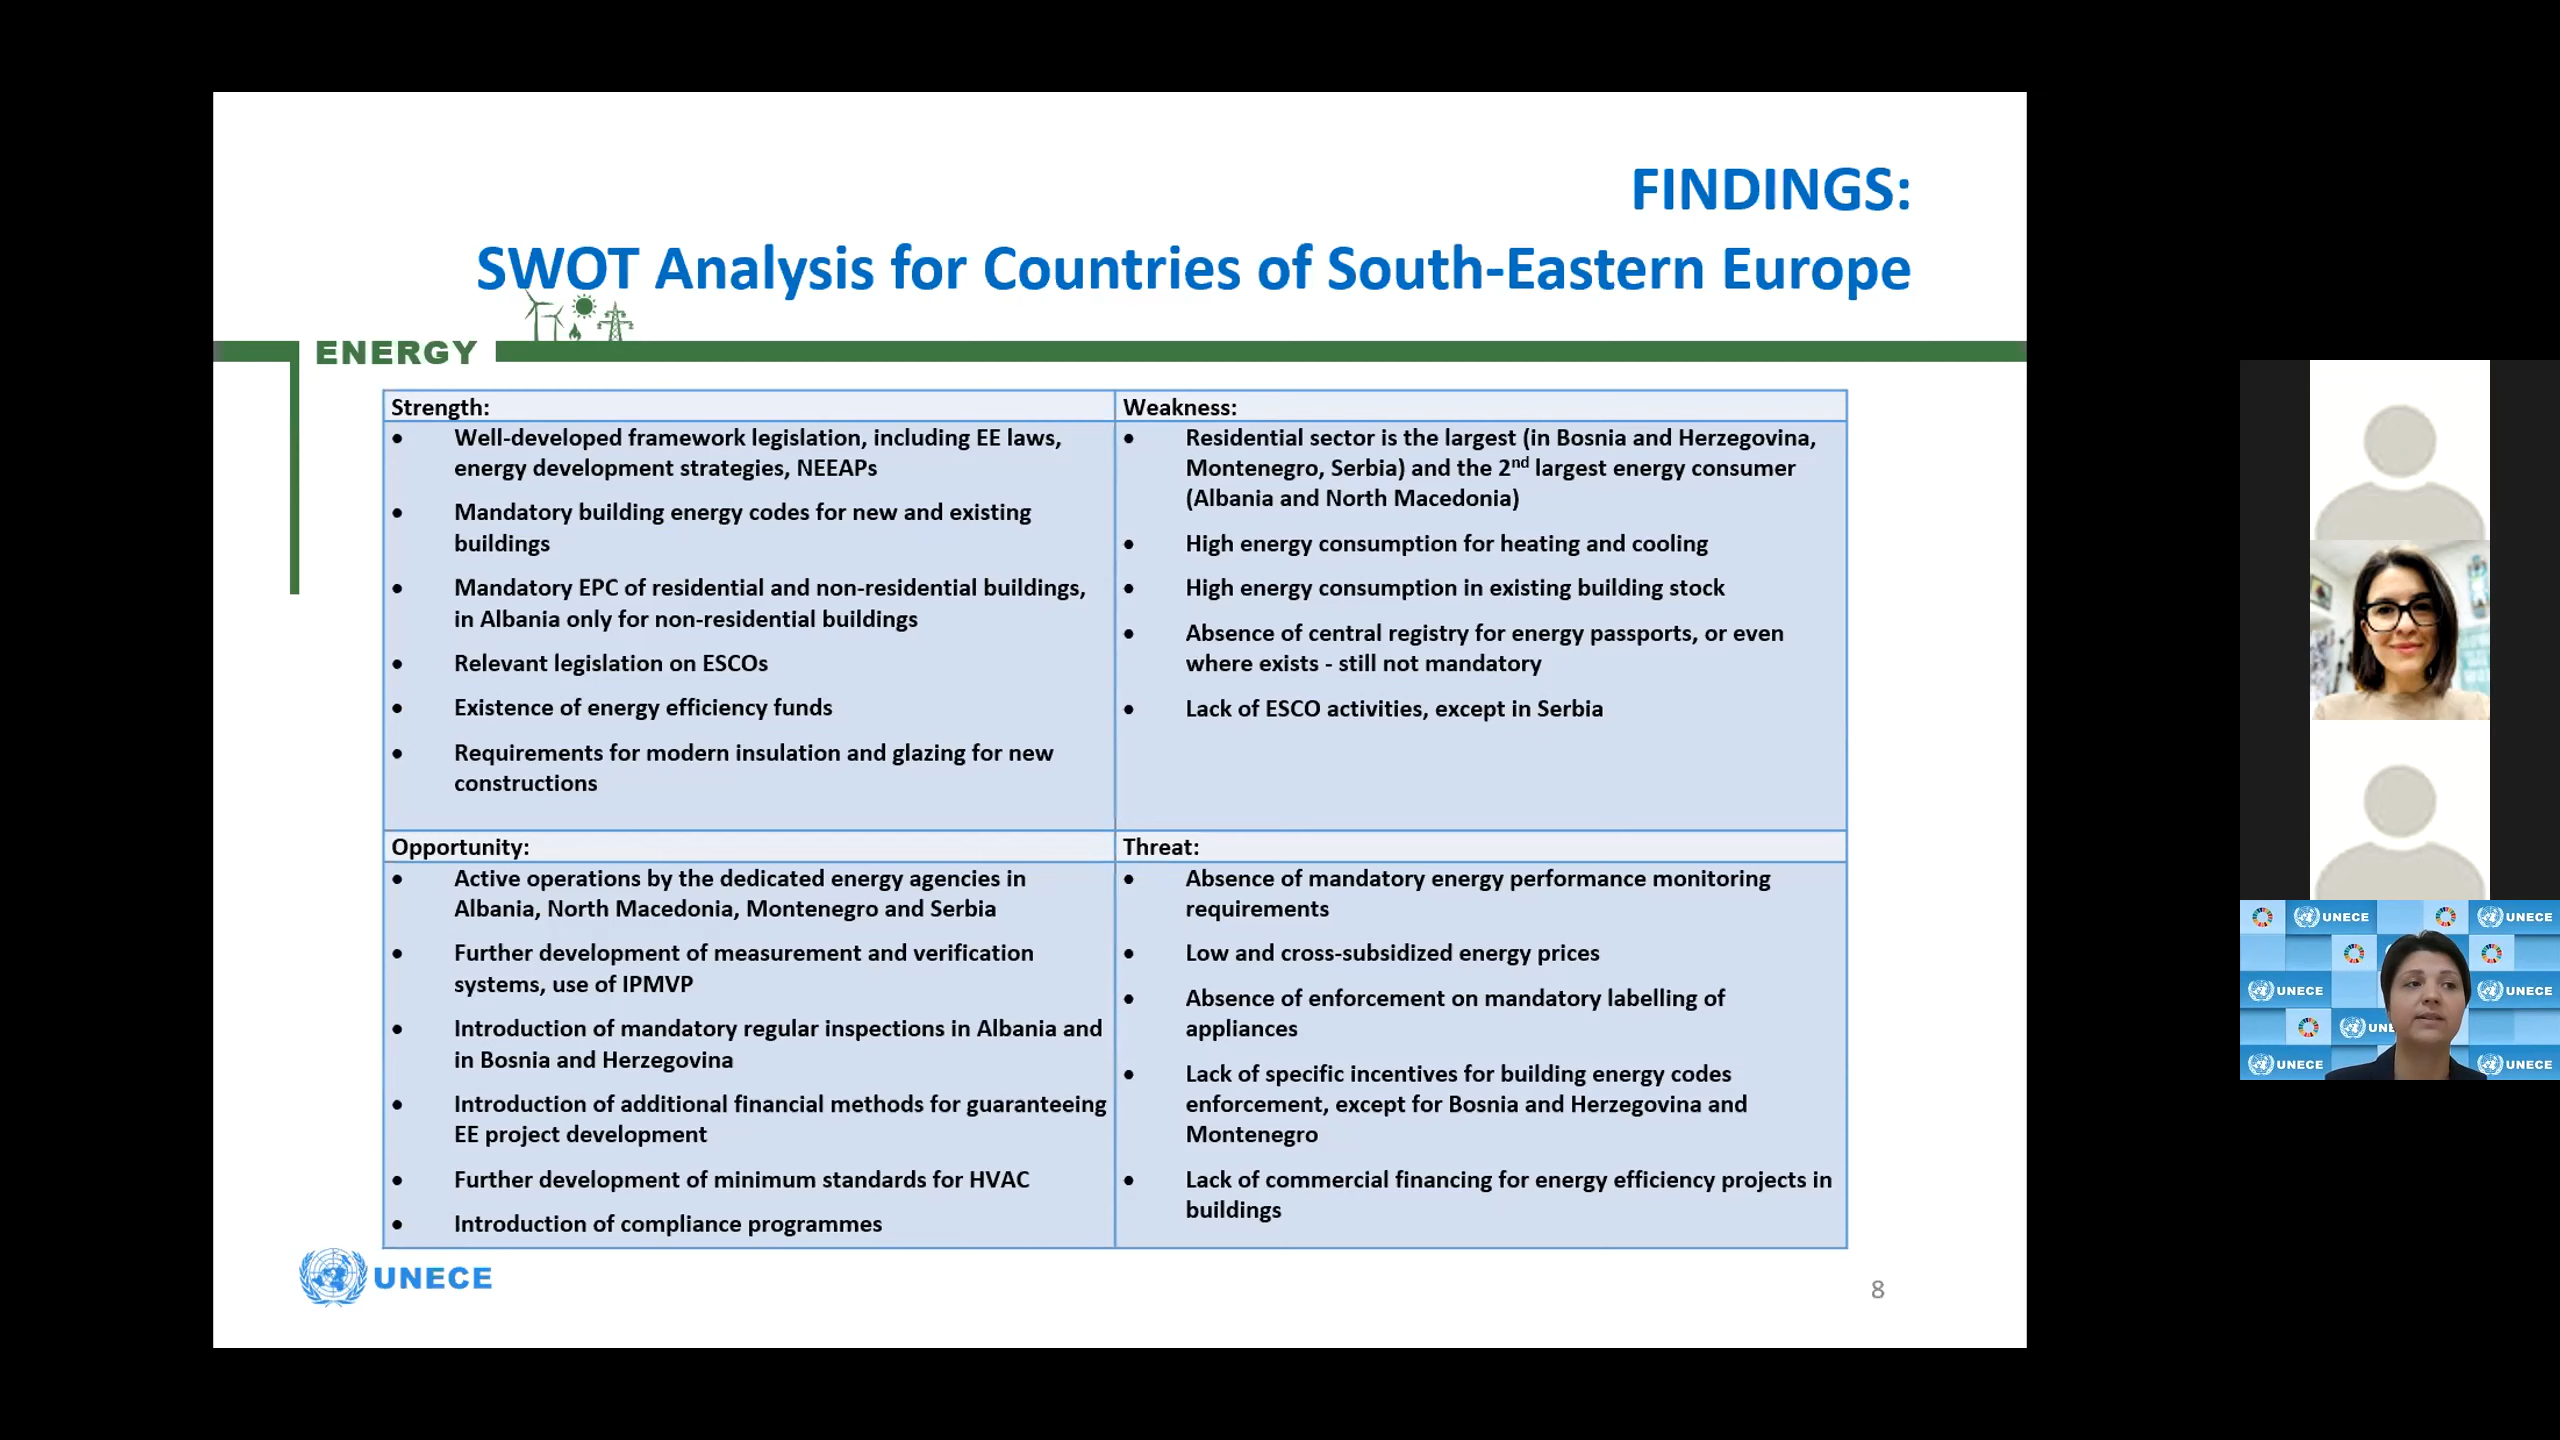 FINDINGS:
SWOT Analysis for Countries of South-Eastern Europe
ENERGY
Strength:
• Well-developed framework legislation, including EE laws,
energy development strategies, NEEAPs
• Mandatory building energy codes for new and existing
buildings
• Mandatory EPC of residential and non-residential buildings,
in Albania only for non-residential buildings
• Relevant legislation on ESCOs
• Existence of energy efficiency funds
• Requirements for modern insulation and glazing for new
constructions
Weakness:
• Residential sector is the largest (in Bosnia and Herzegovina,
Montenegro, Serbia) and the 2nd largest energy consumer
(Albania and North Macedonia)
• High energy consumption for heating and cooling
• High energy consumption in existing building stock
• Absence of central registry for energy passports, or even
where exists - still not mandatory
• Lack of ESCO activities, except in Serbia
Opportunity:
• Active operations by the dedicated energy agencies in
Albania, North Macedonia, Montenegro and Serbia
• Further development of measurement and verification
systems, use of IPMVP
• Introduction of mandatory regular inspections in Albania and
in Bosnia and Herzegovina
• Introduction of additional financial methods for guaranteeing
EE project development
• Further development of minimum standards for HVAC
• Introduction of compliance programmes
Threat:
• Absence of mandatory energy performance monitoring
requirements
• Low and cross-subsidized energy prices
• Absence of enforcement on mandatory labelling of
appliances
• Lack of specific incentives for building energy codes
enforcement, except for Bosnia and Herzegovina and
Montenegro
• Lack of commercial financing for energy efficiency projects in
buildings
UNECE
8
UNECE UNECE
UNECE UNECE
UNE
UNECE UNECE